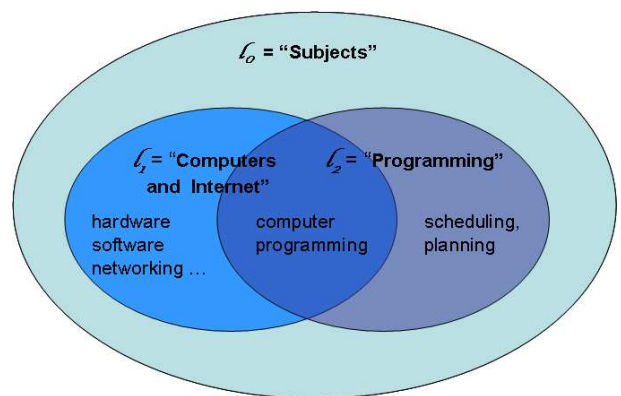 l₀ = “Subjects”
l₁ = “Computers and Internet”
l₂ = “Programming”
hardware
software
networking ...
computer
programming
scheduling,
planning